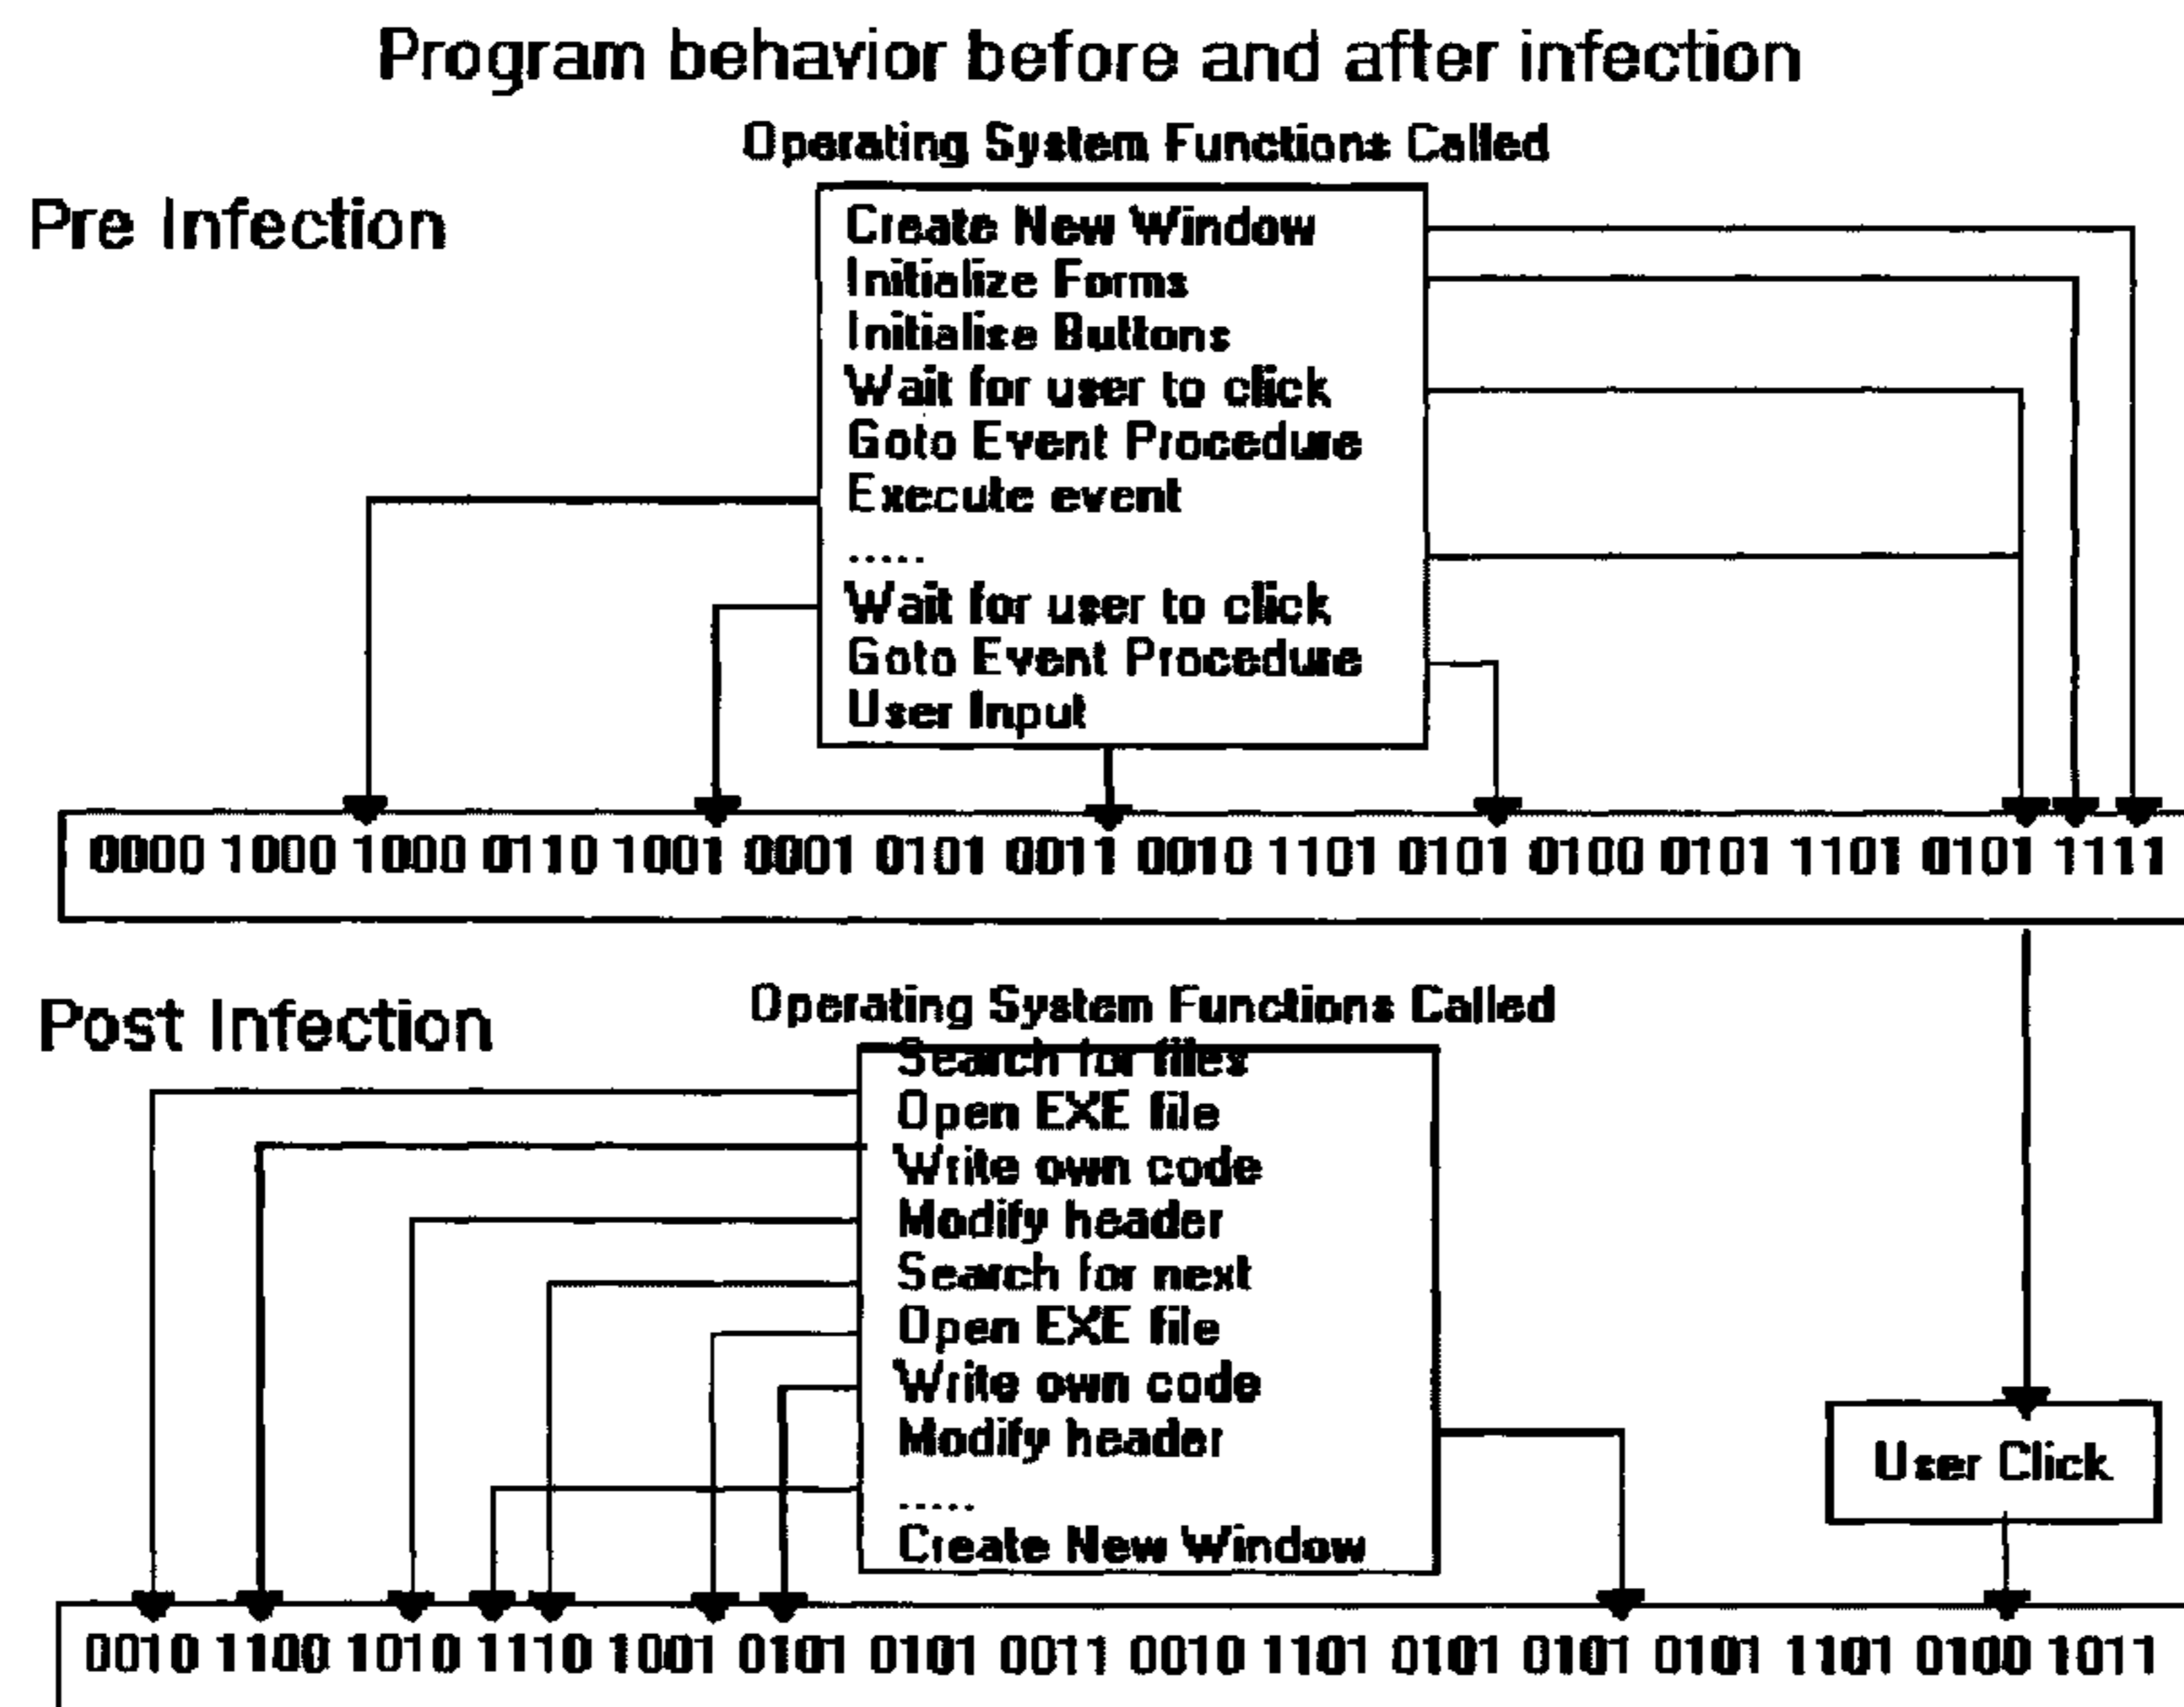 Program behavior before and after infection
Operating System Functions Called
Pre Infection
Create New Window
Initialize Forms
Initialise Buttons
Wait for user to click
Goto Event Procedure
Execute event
.....
Wait for user to click
Goto Event Procedure
User Input
0000 1000 1000 0110 1001 0001 0101 0011 0010 1101 0101 0100 0101 1101 0101 1111
Operating System Functions Called
Post Infection
Search for files
Open EXE file
Write own code
Modify header
Search for next
Open EXE file
Write own code
Modify header
.....
Create New Window
User Click
0010 1100 1010 1110 1001 0101 0101 0011 0010 1101 0101 0101 0101 1101 0100 1011